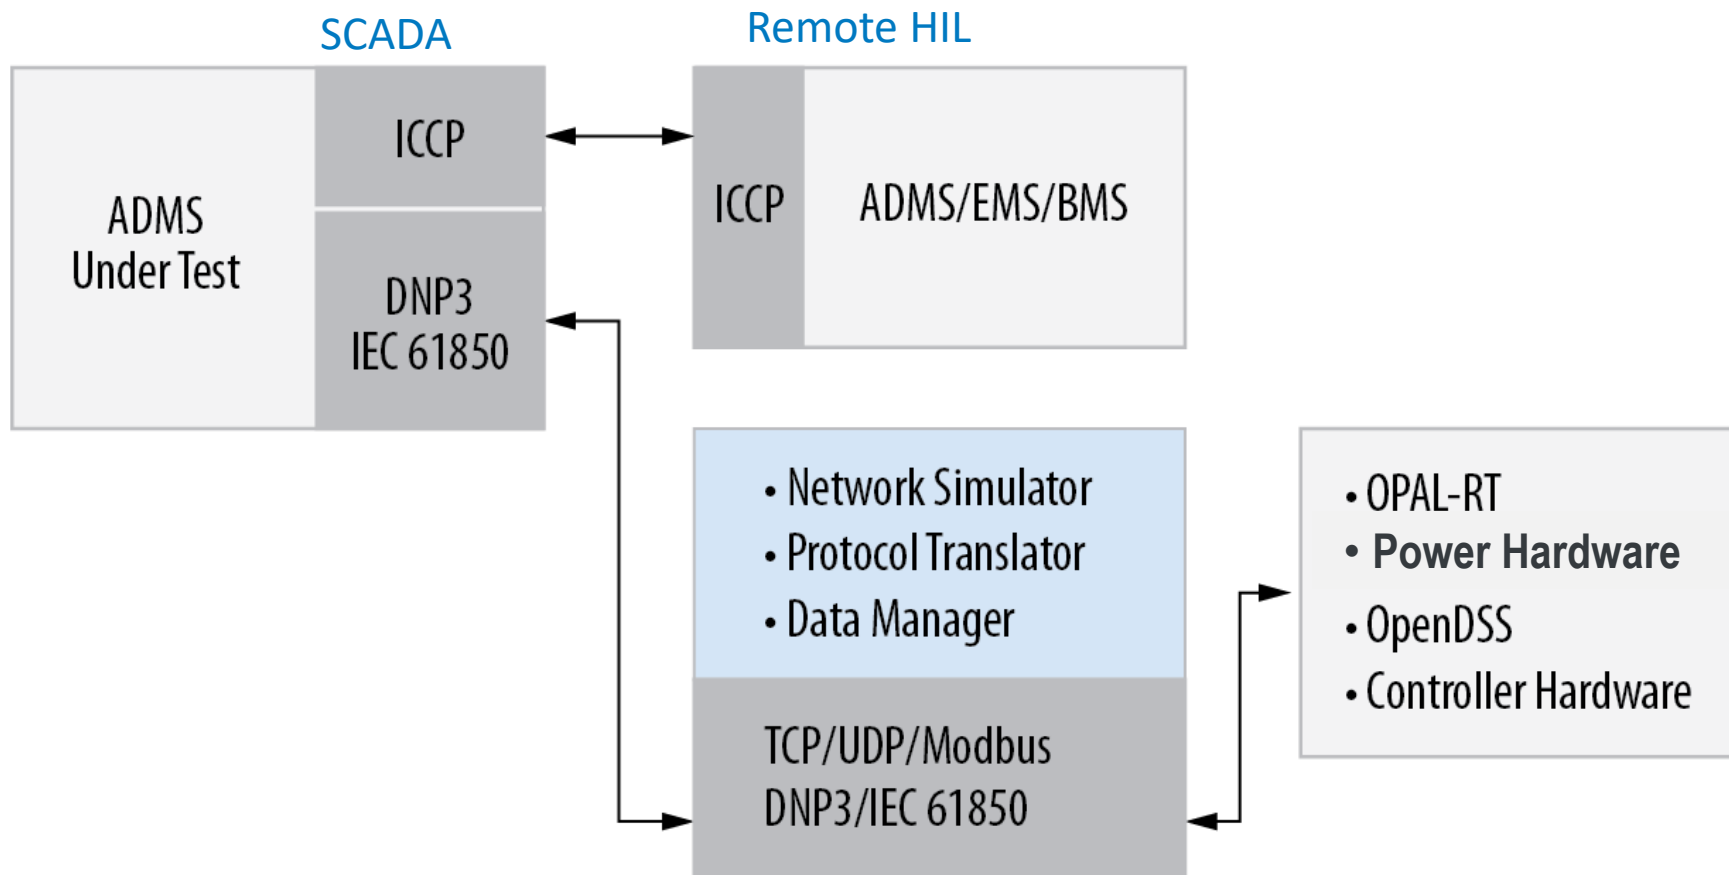 SCADA
Remote HIL
ADMS
Under Test
ICCP
DNP3
IEC 61850
ICCP
ADMS/EMS/BMS
• Network Simulator
• Protocol Translator
• Data Manager
TCP/UDP/Modbus
DNP3/IEC 61850
• OPAL-RT
• Power Hardware
• OpenDSS
• Controller Hardware